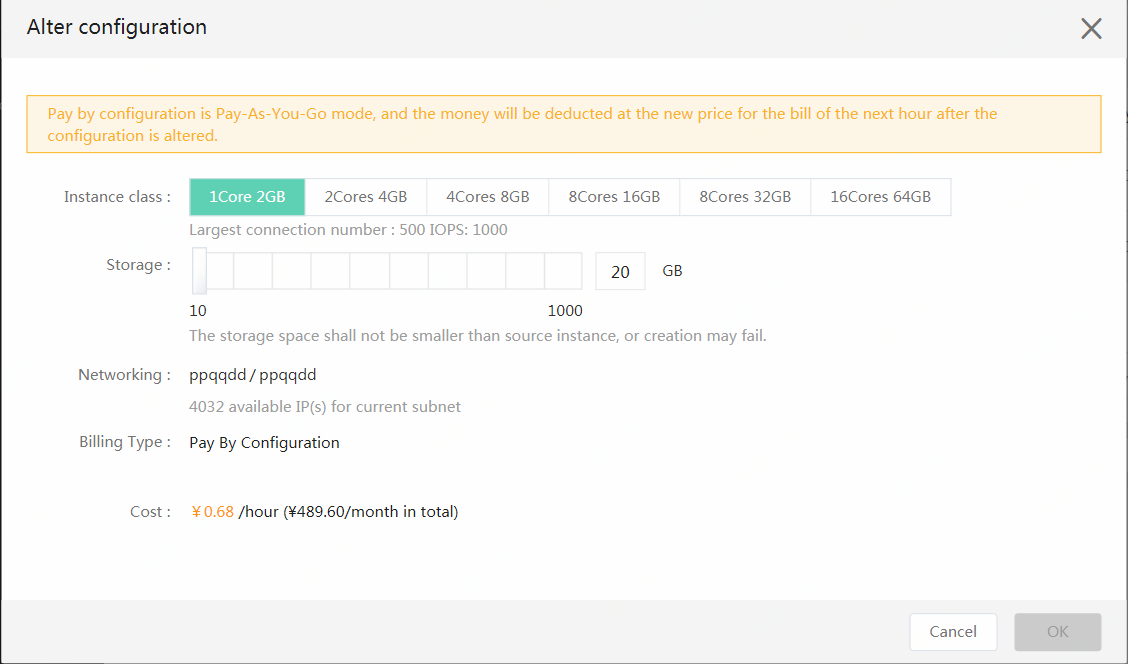 Alter configuration
Pay by configuration is Pay-As-You-Go mode, and the money will be deducted at the new price for the bill of the next hour after the
configuration is altered.
Instance class : 1Core 2GB 2Cores 4GB 4Cores 8GB 8Cores 16GB 8Cores 32GB 16Cores 64GB
Largest connection number : 500 IOPS: 1000
Storage : 20 GB
10 1000
The storage space shall not be smaller than source instance, or creation may fail.
Networking : ppqqdd / ppqqdd
4032 available IP(s) for current subnet
Billing Type : Pay By Configuration
Cost : ¥ 0.68 /hour (¥489.60/month in total)
Cancel OK